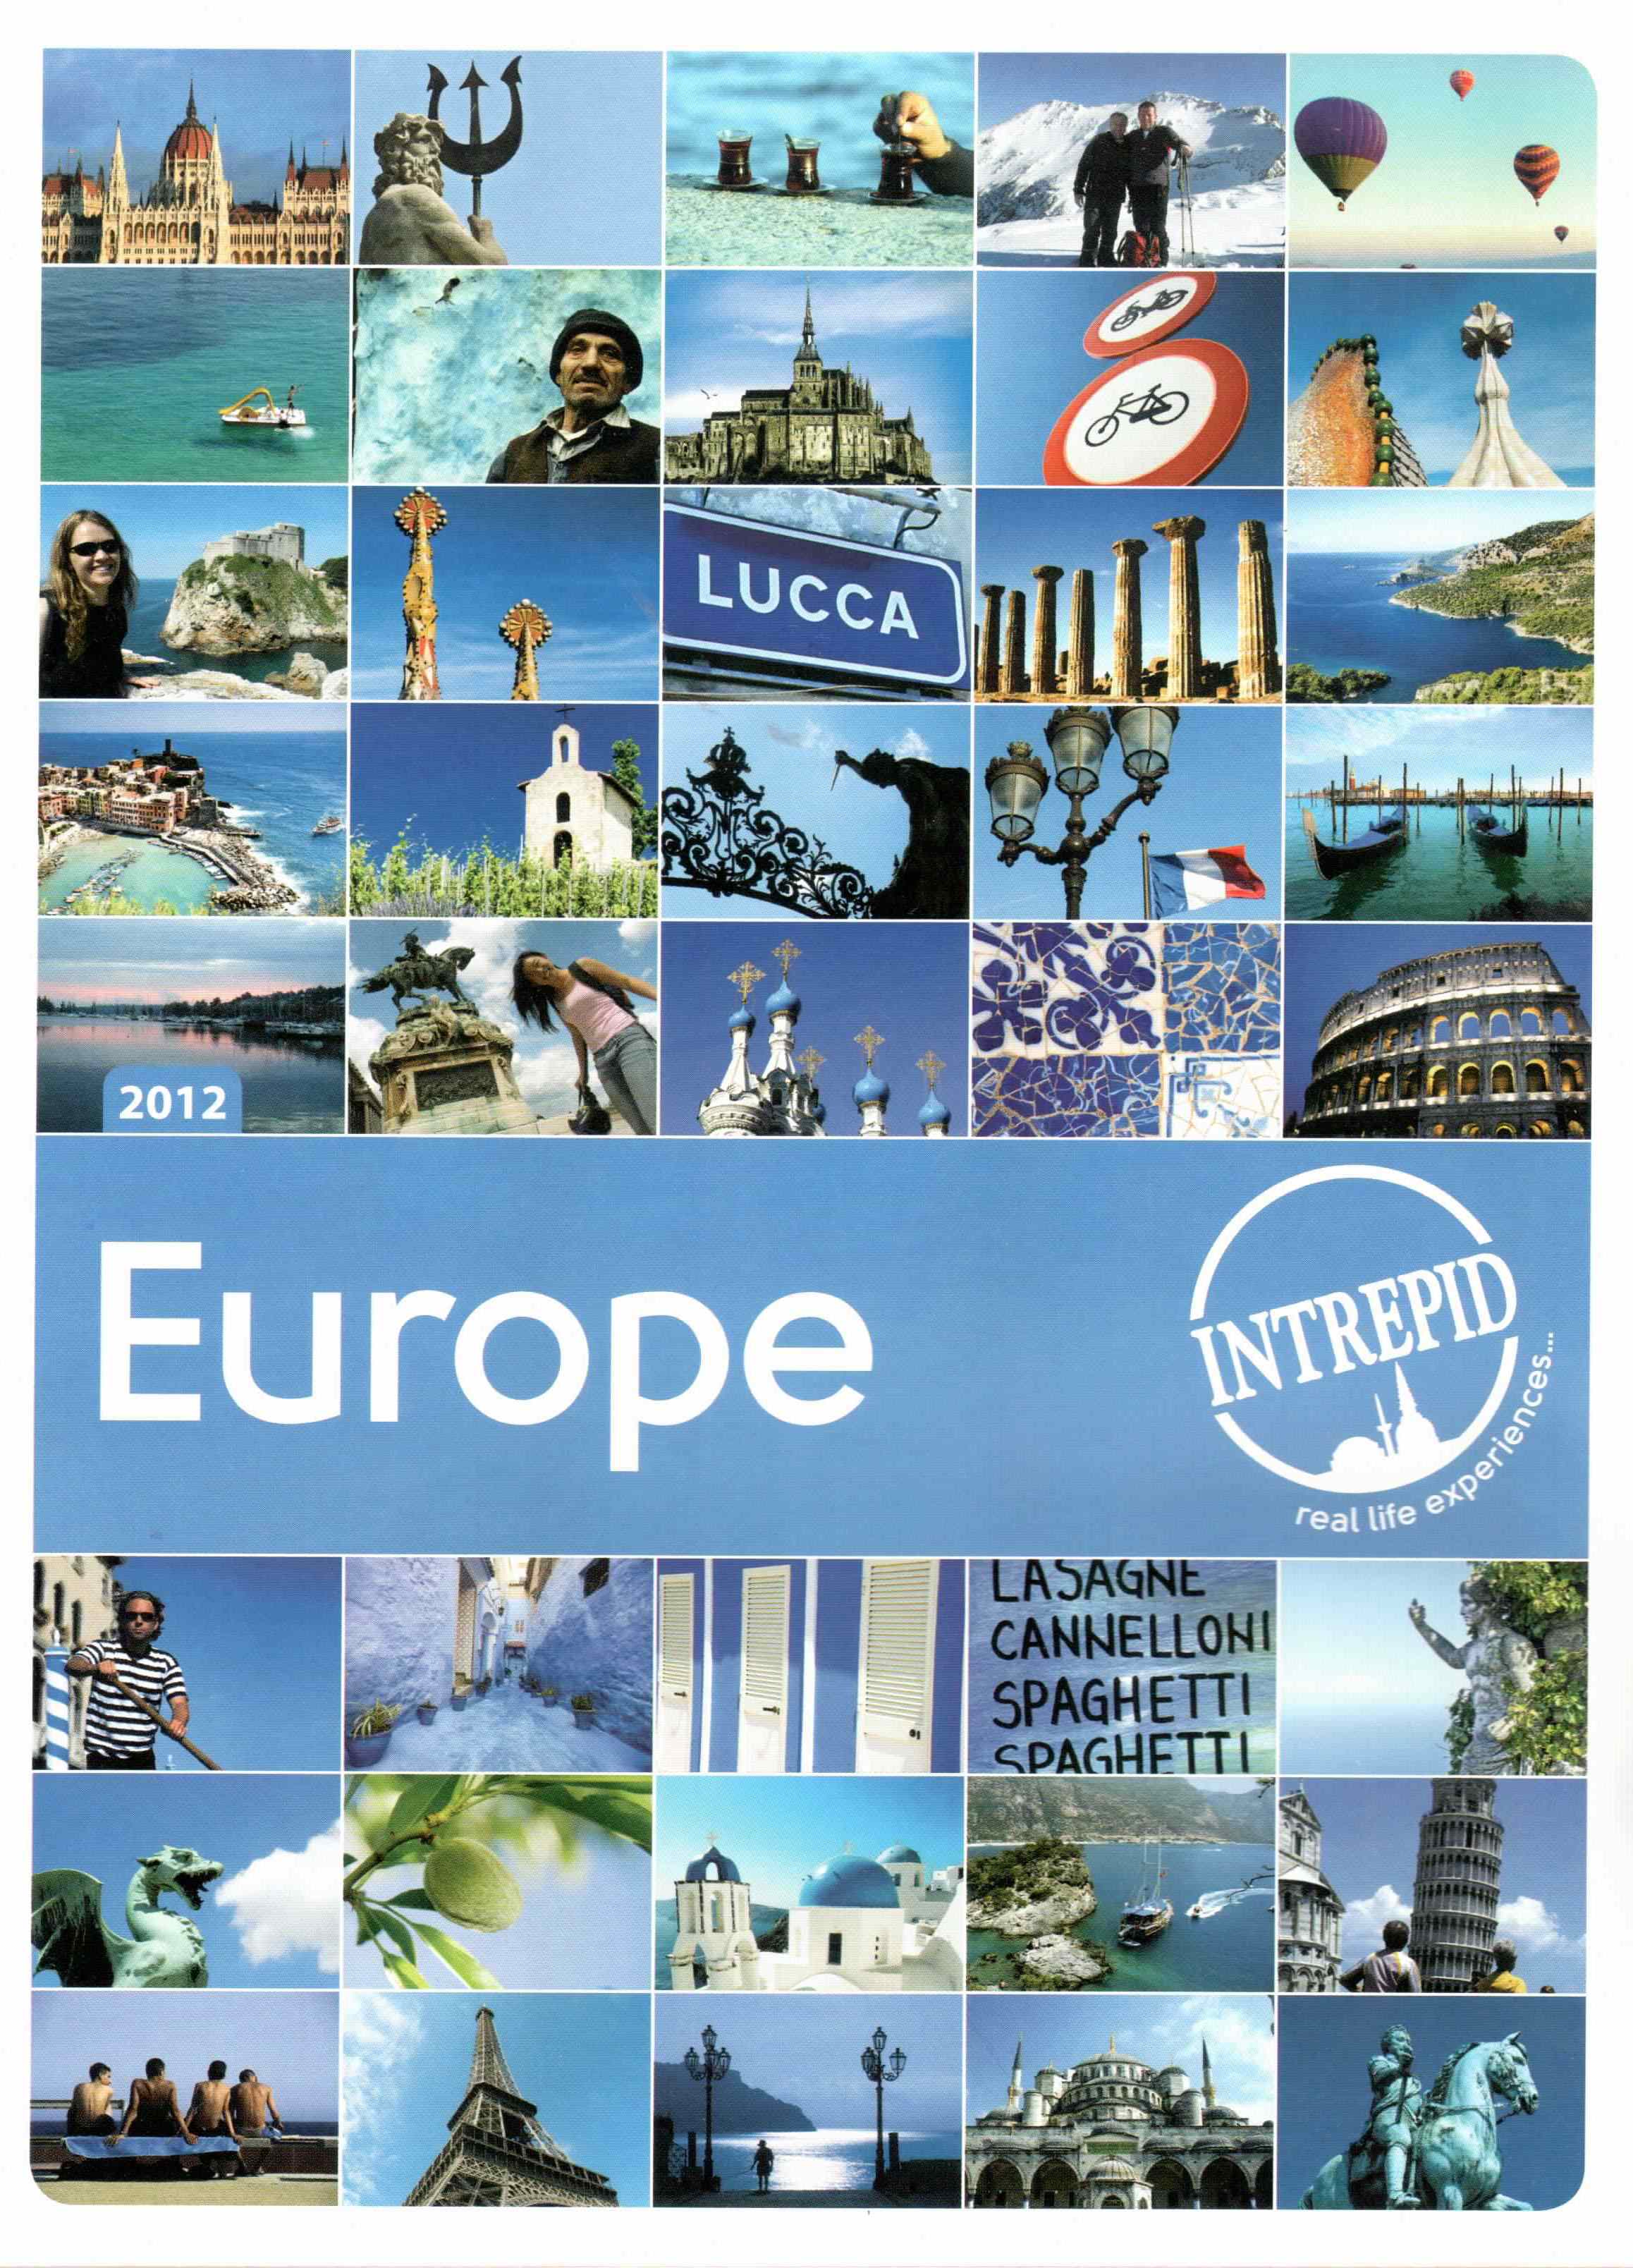 LUCCA
2012
Europe
INTREPID
real life experiences...
LASAGNE
CANNELLONI
SPAGHETTI
SPAGHETTI